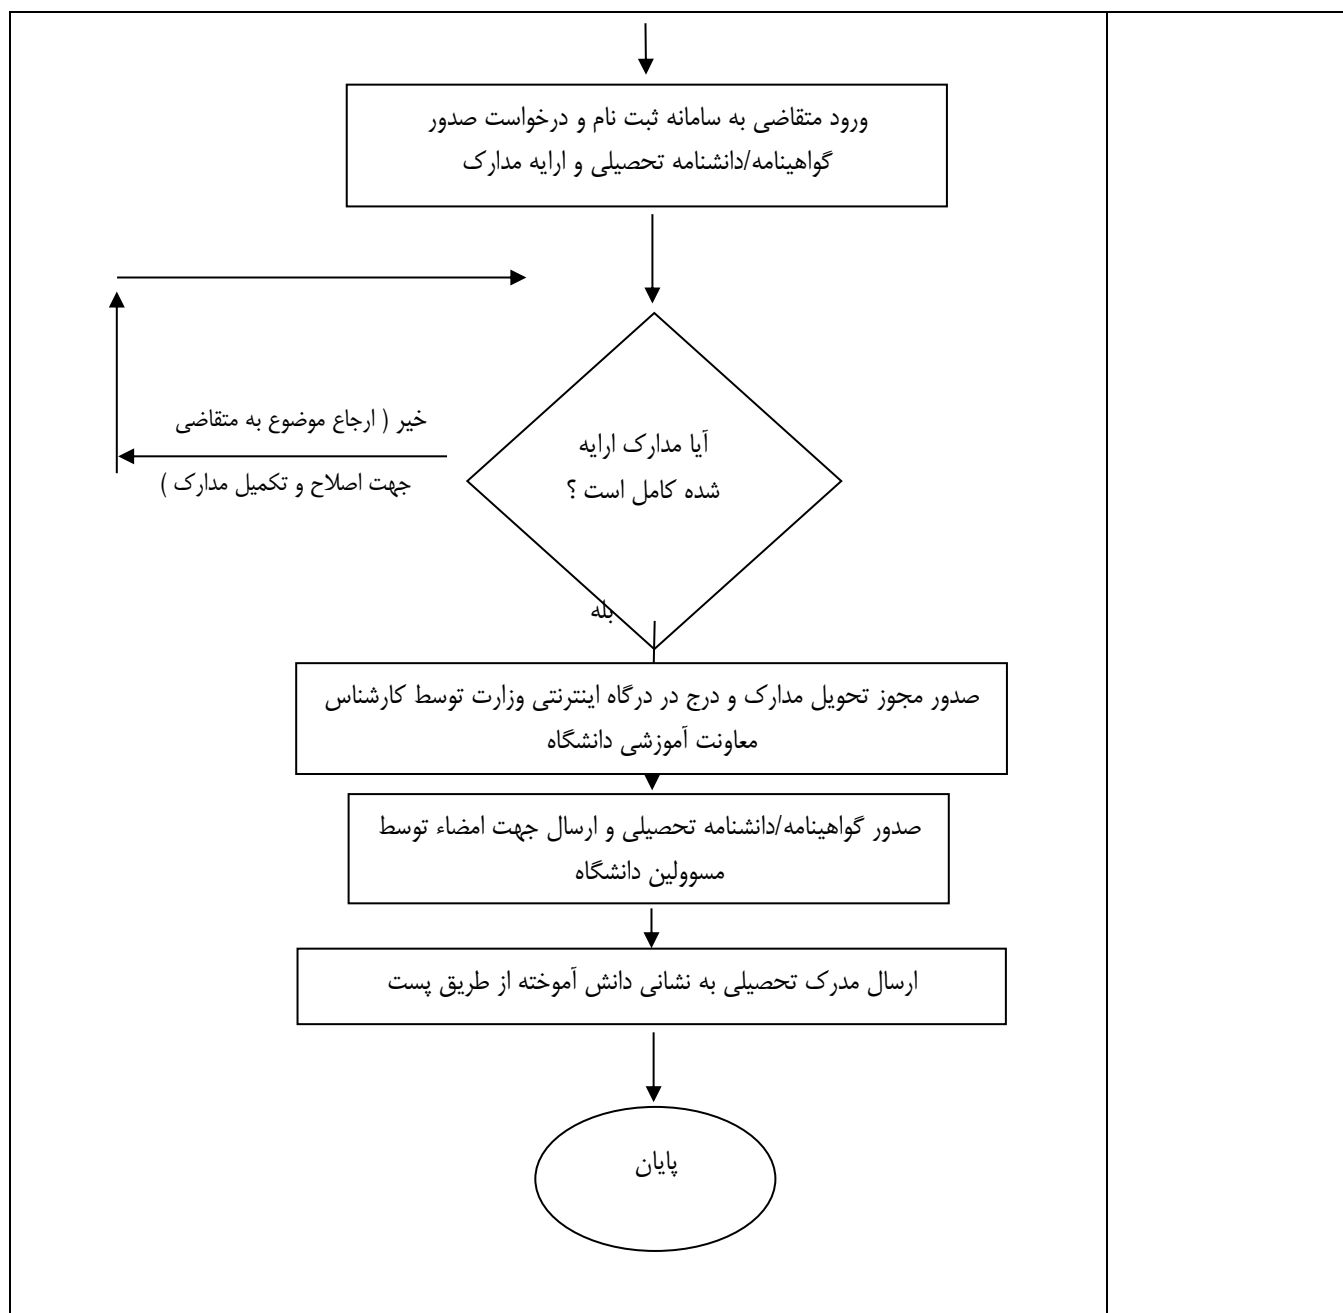 ورود متقاضی به سامانه ثبت نام و درخواست صدور
گواهینامه/دانشنامه تحصیلی و ارایه مدارک
خیر ( ارجاع موضوع به متقاضی
جهت اصلاح و تکمیل مدارک )
آیا مدارک ارایه
شده کامل است ؟
بله
صدور مجوز تحویل مدارک و درج در درگاه اینترنتی وزارت توسط کارشناس
معاونت آموزشی دانشگاه
صدور گواهینامه/دانشنامه تحصیلی و ارسال جهت امضاء توسط
مسوولین دانشگاه
ارسال مدرک تحصیلی به نشانی دانش آموخته از طریق پست
پایان